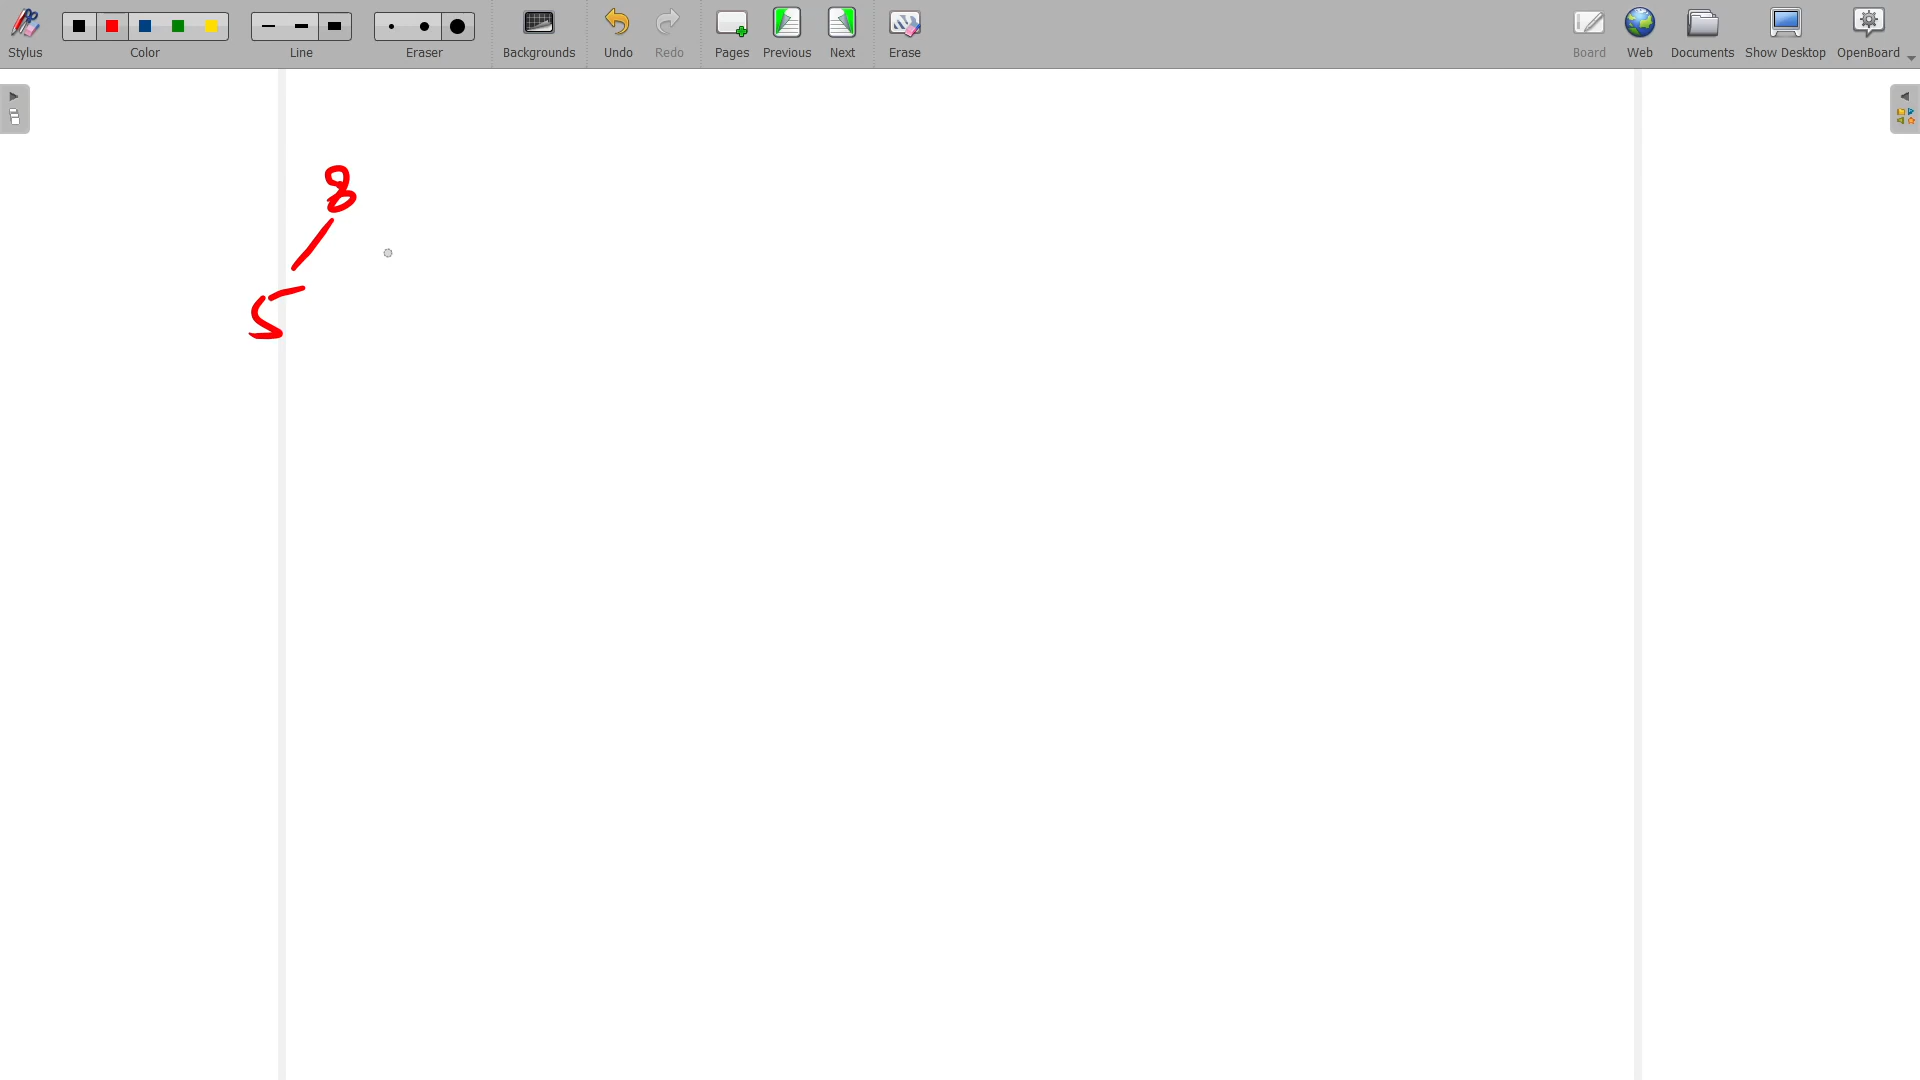 Stylus Color Line Eraser Backgrounds Undo Redo Pages Previous Next Erase Board Web Documents Show Desktop OpenBoard
8
5